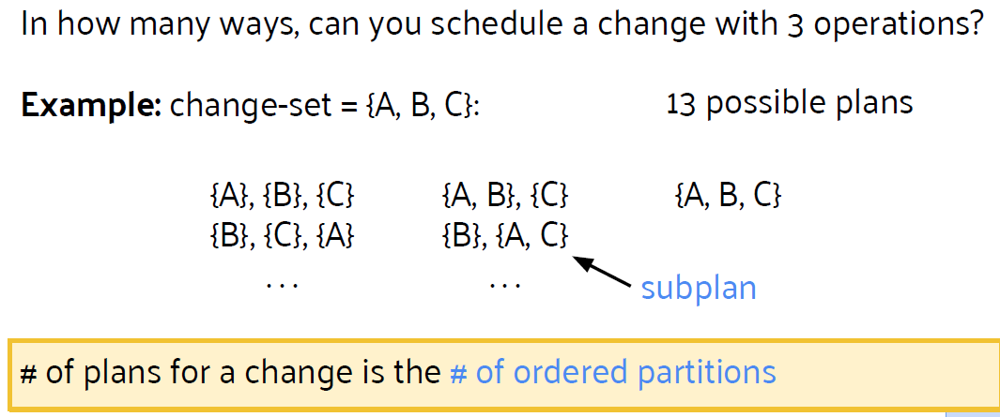 In how many ways, can you schedule a change with 3 operations?
Example: change-set = {A, B, C}: 13 possible plans
{A}, {B}, {C} {A, B}, {C} {A, B, C}
{B}, {C}, {A} {B}, {A, C}
... ...
subplan
# of plans for a change is the # of ordered partitions